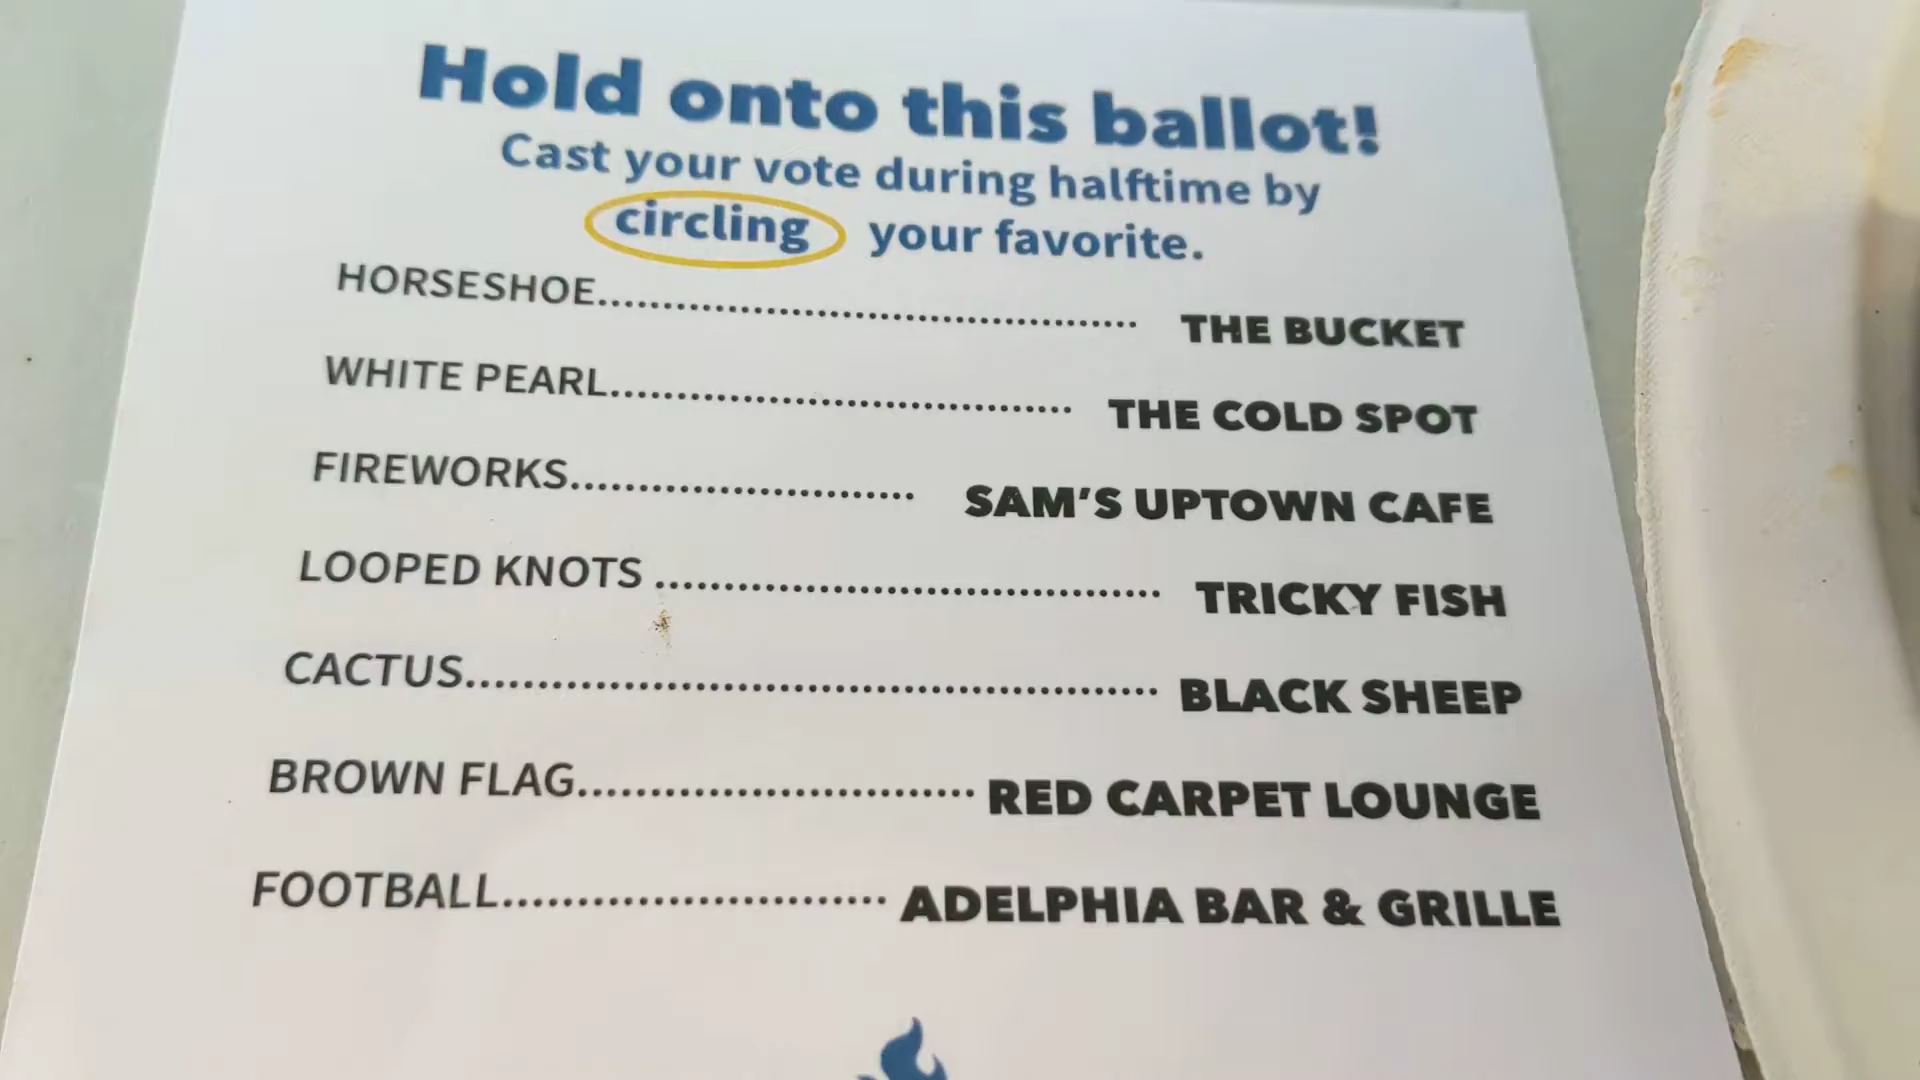 Hold onto this ballot!
Cast your vote during halftime by
circling your favorite.
HORSESHOE........................................ THE BUCKET
WHITE PEARL................................... THE COLD SPOT
FIREWORKS.......................... SAM'S UPTOWN CAFE
LOOPED KNOTS ...................................... TRICKY FISH
CACTUS.................................................... BLACK SHEEP
BROWN FLAG............................. RED CARPET LOUNGE
FOOTBALL............................ ADELPHIA BAR & GRILLE